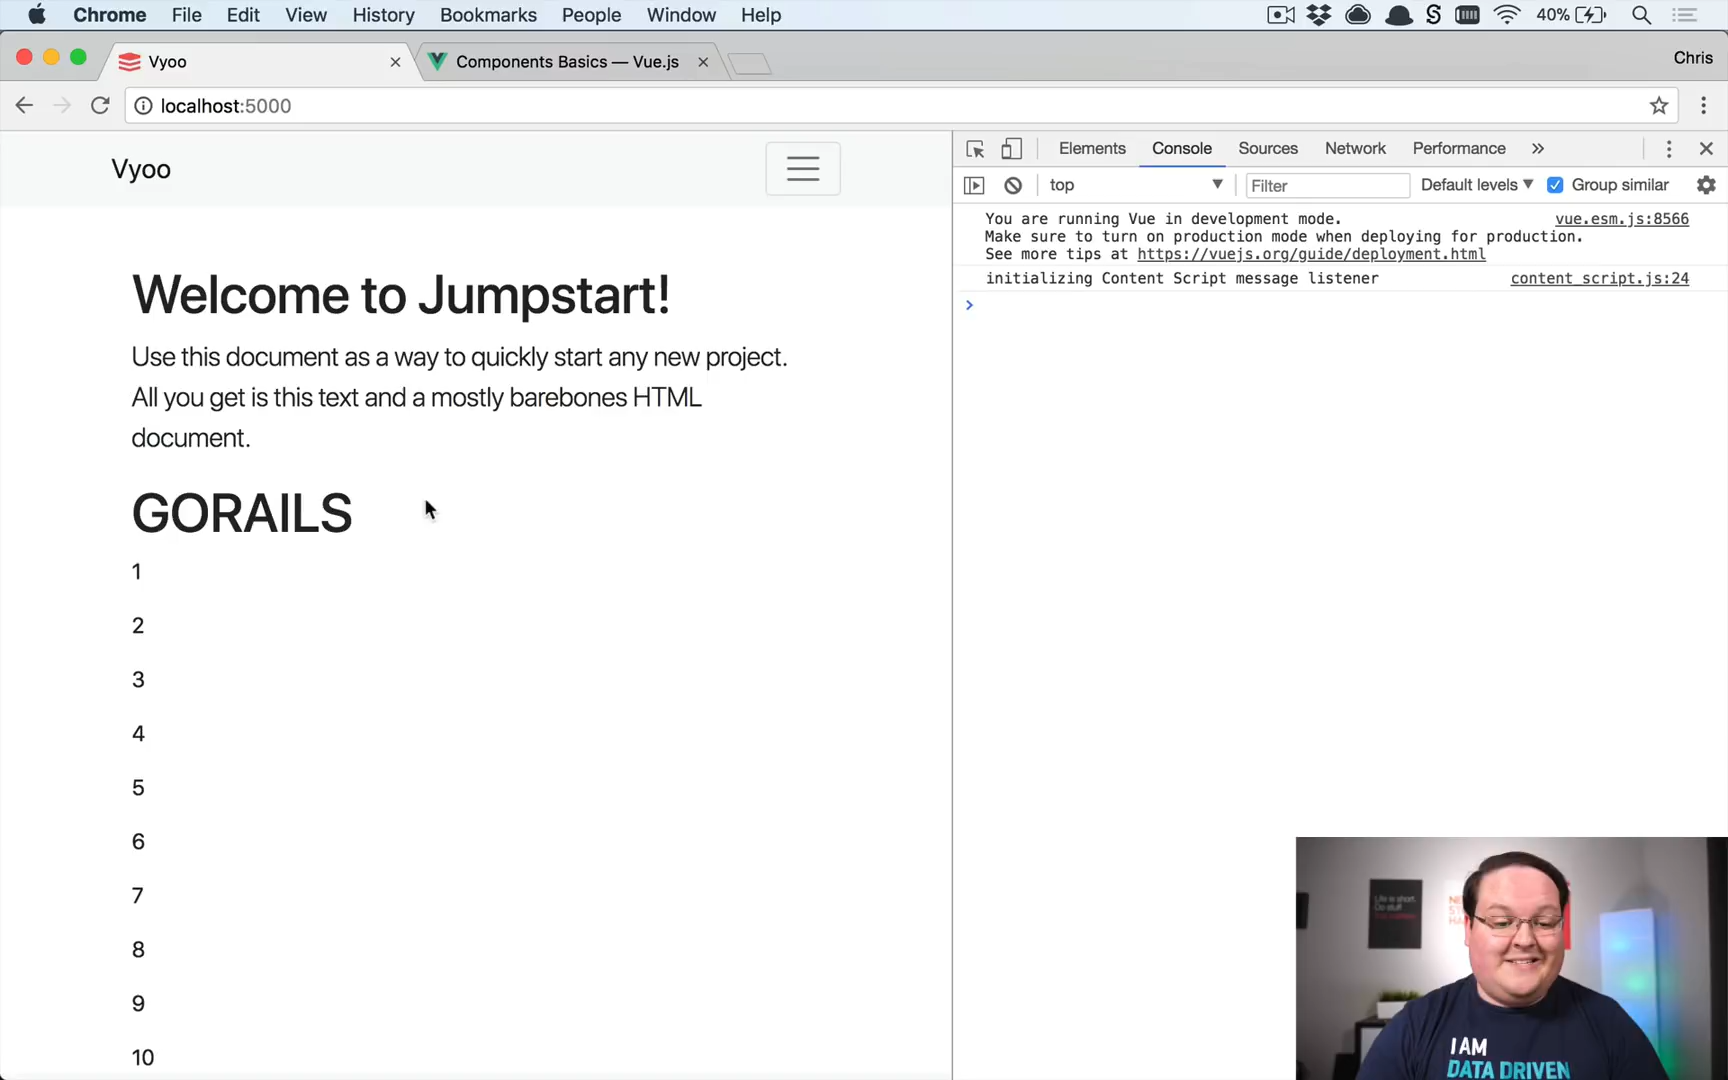 Chrome File Edit View History Bookmarks People Window Help 40%
Vyoo Components Basics — Vue.js Chris
localhost:5000
Vyoo
Welcome to Jumpstart!
Use this document as a way to quickly start any new project.
All you get is this text and a mostly barebones HTML
document.
GORAILS
1
2
3
4
5
6
7
8
9
10
Elements Console Sources Network Performance »
top Filter Default levels Group similar
You are running Vue in development mode. vue.esm.js:8566
Make sure to turn on production mode when deploying for production.
See more tips at https://vuejs.org/guide/deployment.html
initializing Content Script message listener content_script.js:24
Life is short.
Do stuff
I AM
DATA DRIVEN